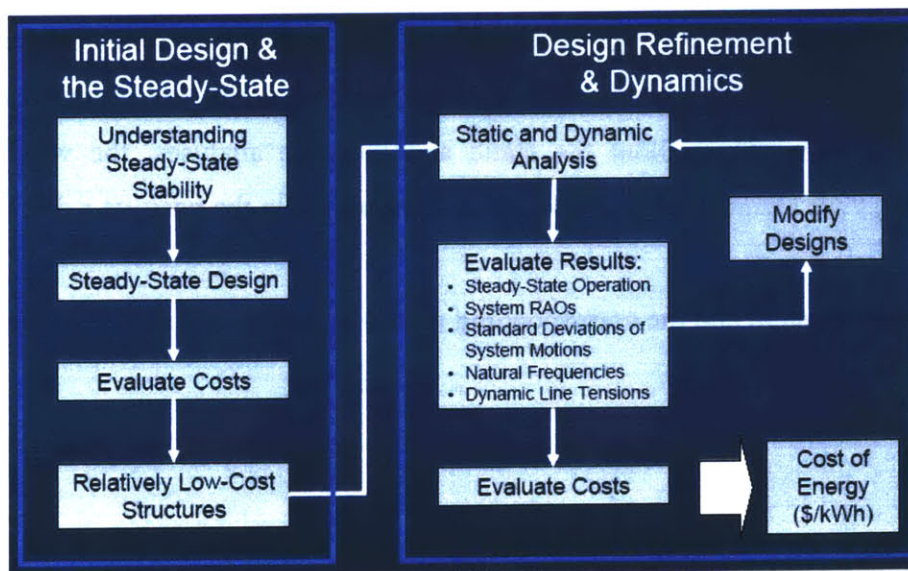 Initial Design &
the Steady-State
Understanding
Steady-State
Stability
Steady-State Design
Evaluate Costs
Relatively Low-Cost
Structures
Design Refinement
& Dynamics
Static and Dynamic
Analysis
Evaluate Results:
• Steady-State Operation
• System RAOs
• Standard Deviations of
System Motions
• Natural Frequencies
• Dynamic Line Tensions
Modify
Designs
Evaluate Costs
Cost of
Energy
($/kWh)